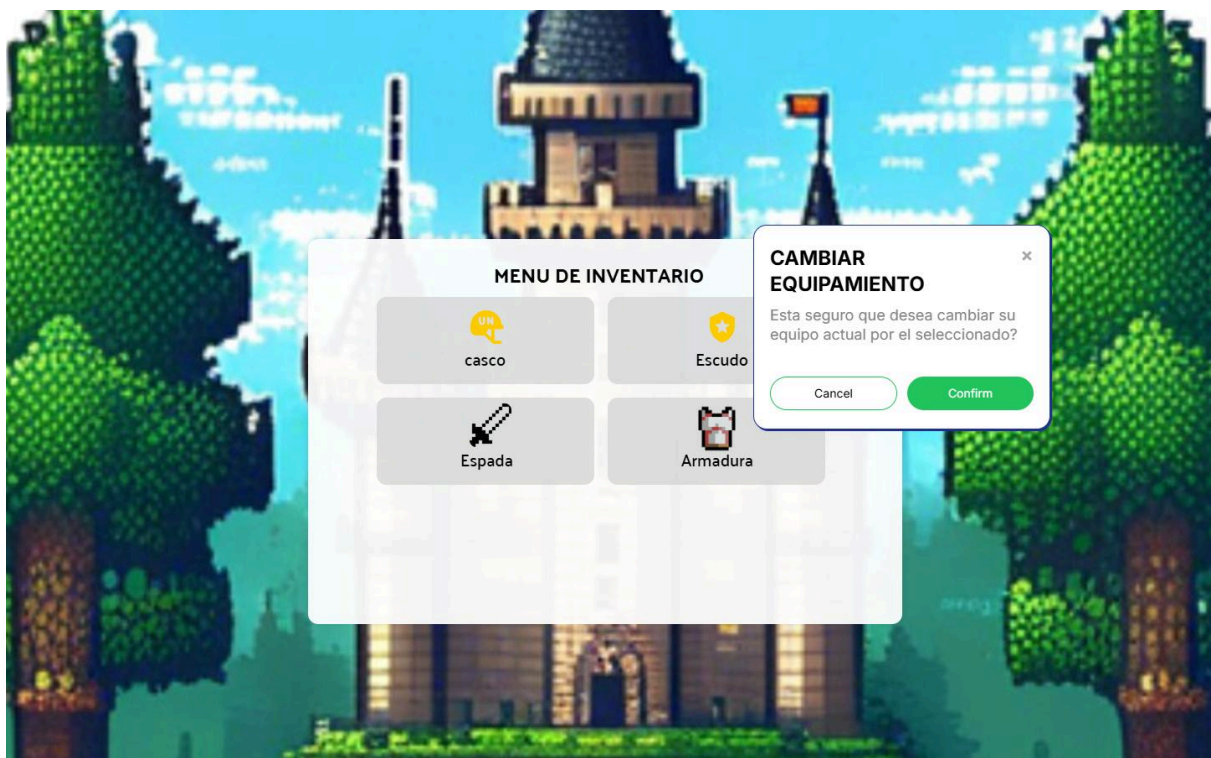 MENU DE INVENTARIO
UN
casco
Escudo
Espada
Armadura
CAMBIAR
EQUIPAMIENTO
×
Esta seguro que desea cambiar su
equipo actual por el seleccionado?
Cancel
Confirm